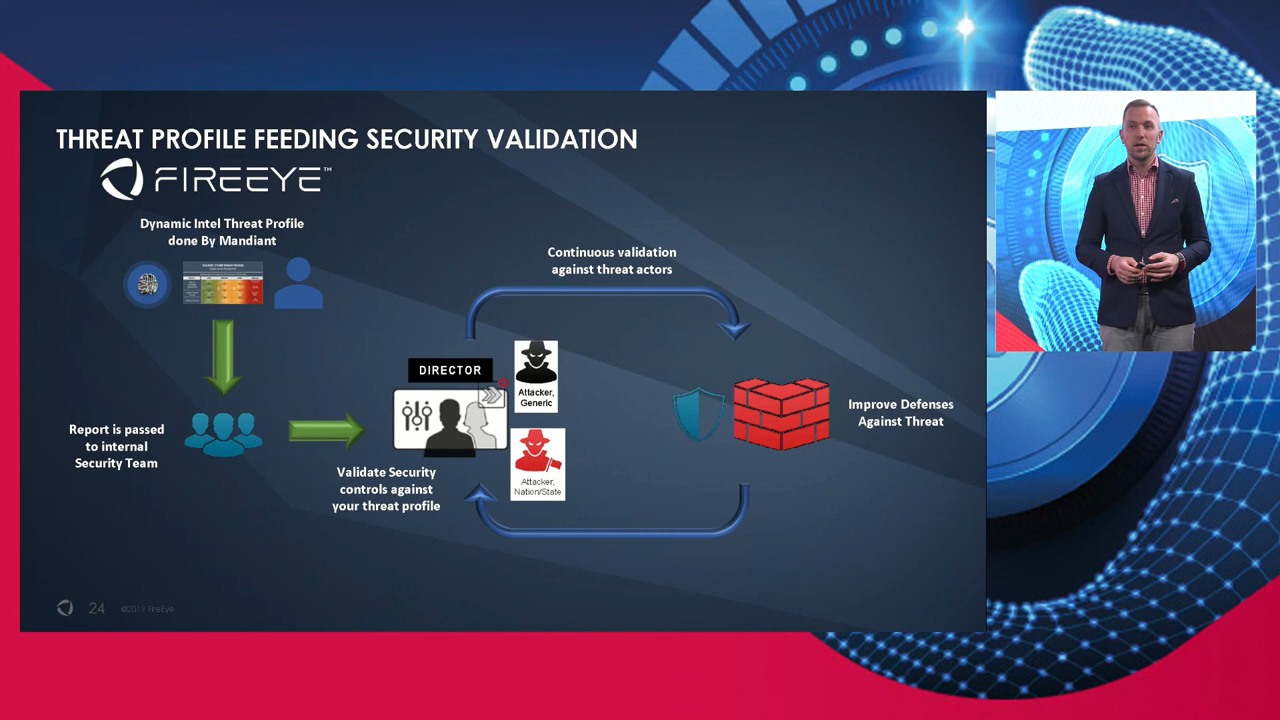 THREAT PROFILE FEEDING SECURITY VALIDATION
FIREEYE™
Dynamic Intel Threat Profile
done By Mandiant
Continuous validation
against threat actors
DIRECTOR
Attacker,
Generic
Attacker,
Nation/State
Report is passed
to internal
Security Team
Validate Security
controls against
your threat profile
Improve Defenses
Against Threat
24
©2019 FireEye